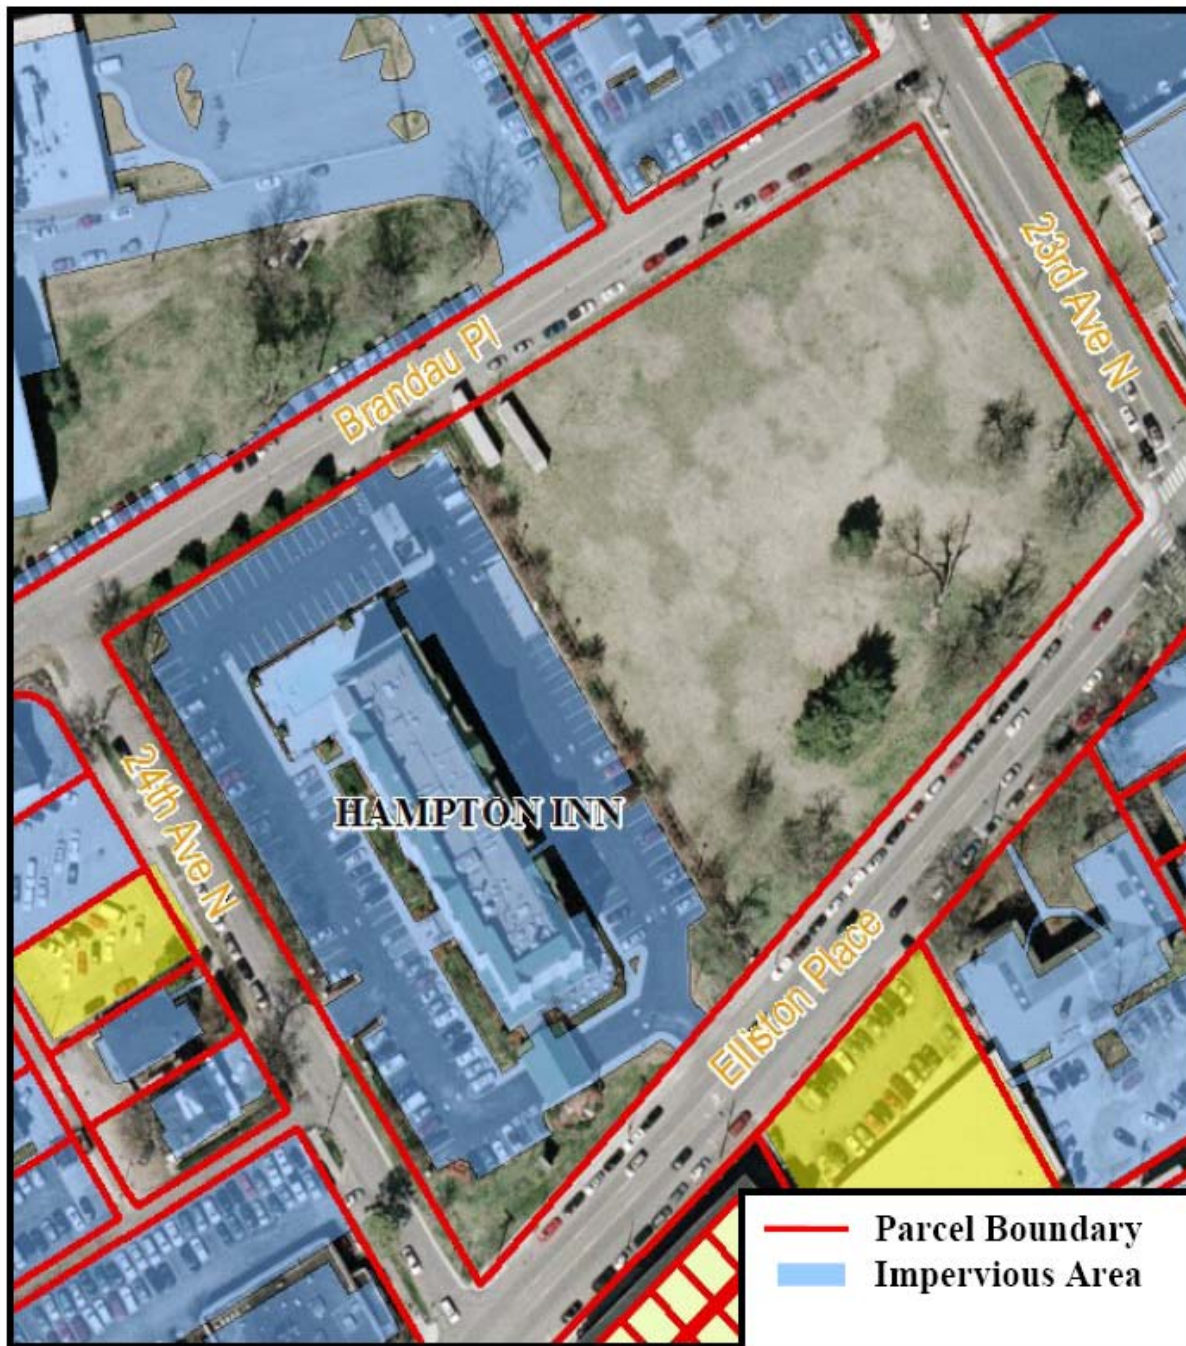 23rd Ave N
Brandau Pl
24th Ave N
HAMPTON INN
Elliston Place
Parcel Boundary
Impervious Area